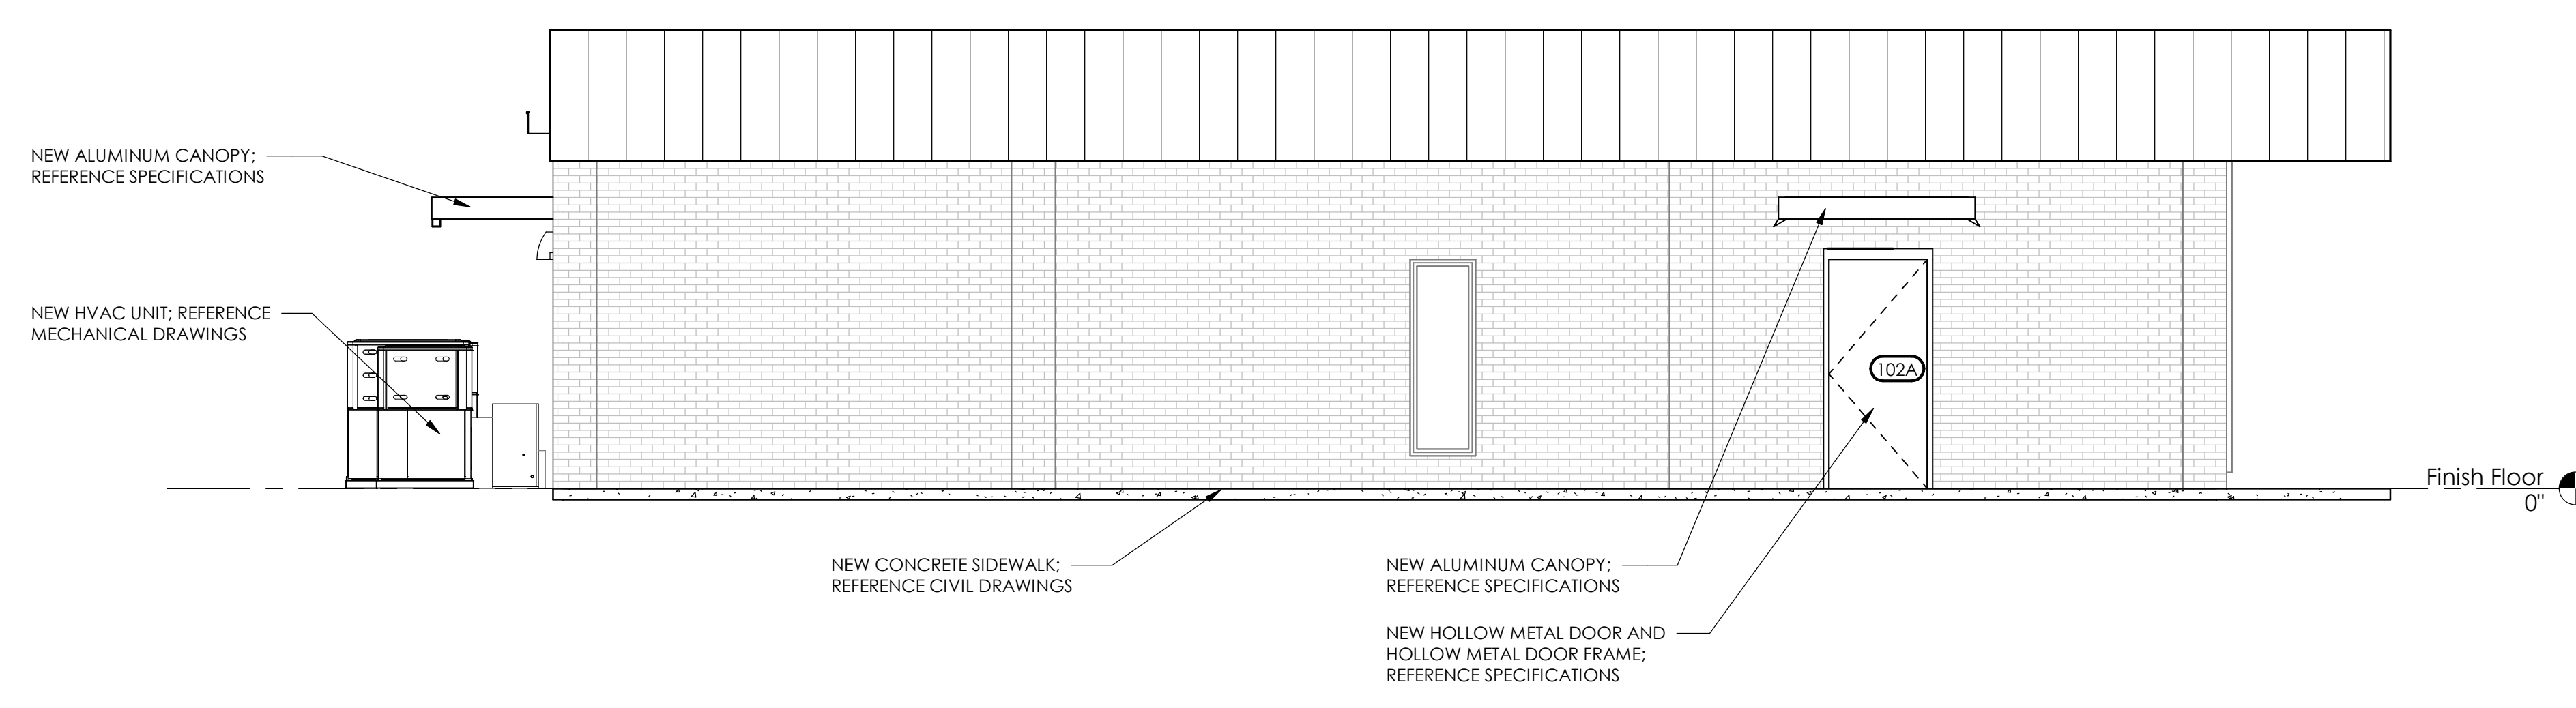 NEW ALUMINUM CANOPY;
REFERENCE SPECIFICATIONS
NEW HVAC UNIT; REFERENCE
MECHANICAL DRAWINGS
102A
Finish Floor
0"
NEW CONCRETE SIDEWALK;
REFERENCE CIVIL DRAWINGS
NEW ALUMINUM CANOPY;
REFERENCE SPECIFICATIONS
NEW HOLLOW METAL DOOR AND
HOLLOW METAL DOOR FRAME;
REFERENCE SPECIFICATIONS